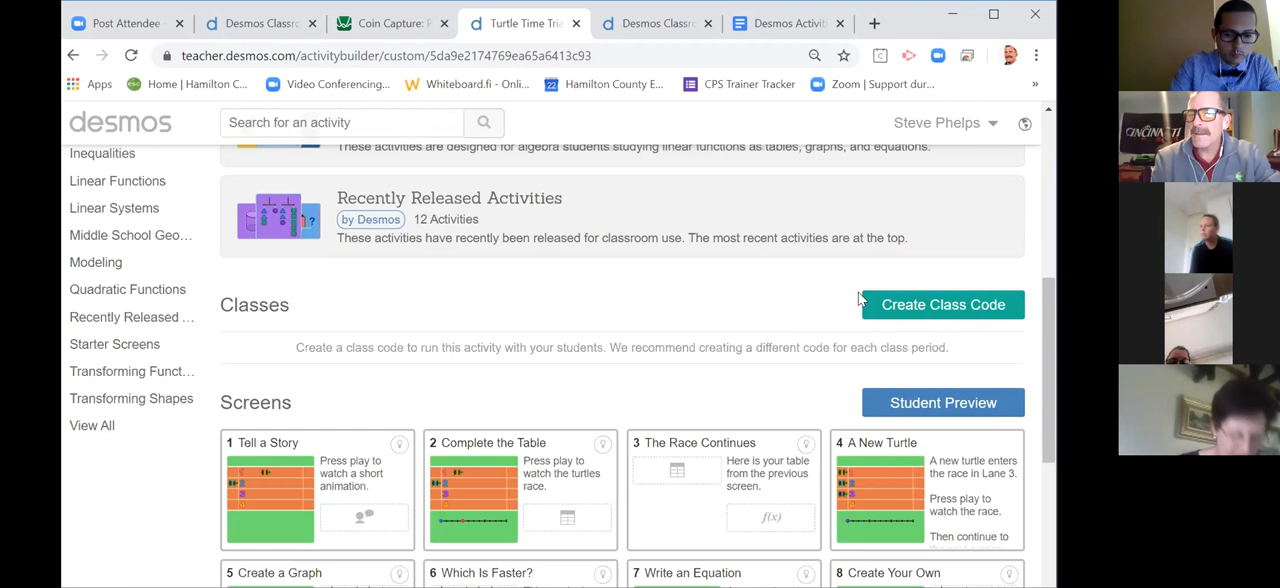 Post Attendee -
Desmos Classr
Coin Capture: P
Turtle Time Tria
Desmos Classr
Desmos Activi
teacher.desmos.com/activitybuilder/custom/5da9e2174769ea65a6413c93
Apps
Home | Hamilton C...
Video Conferencing...
Whiteboard.fi - Onli...
22
Hamilton County E...
CPS Trainer Tracker
Zoom | Support dur...
»
desmos
Search for an activity
Steve Phelps
Inequalities
Linear Functions
Linear Systems
Middle School Geo...
Modeling
Quadratic Functions
Recently Released ...
Starter Screens
Transforming Funct...
Transforming Shapes
View All
These activities are designed for algebra students studying linear functions as tables, graphs, and equations.
Recently Released Activities
by Desmos 12 Activities
These activities have recently been released for classroom use. The most recent activities are at the top.
Classes
Create Class Code
Create a class code to run this activity with your students. We recommend creating a different code for each class period.
Screens
Student Preview
1 Tell a Story
Press play to
watch a short
animation.
2 Complete the Table
Press play to
watch the turtles
race.
3 The Race Continues
Here is your table
from the previous
screen.
f(x)
4 A New Turtle
A new turtle enters
the race in Lane 3.
Press play to
watch the race.
Then continue to
5 Create a Graph
6 Which Is Faster?
7 Write an Equation
8 Create Your Own
CINCINNATI